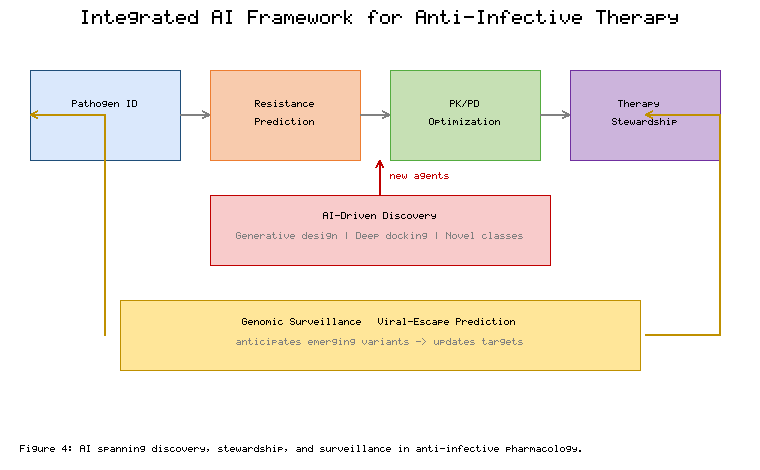 Integrated AI Framework for Anti-Infective Therapy
Pathogen ID
Resistance
Prediction
PK/PD
Optimization
Therapy
Stewardship
new agents
AI-Driven Discovery
Generative design | Deep docking | Novel classes
Genomic Surveillance  Viral-Escape Prediction
anticipates emerging variants -> updates targets
Figure 4: AI spanning discovery, stewardship, and surveillance in anti-infective pharmacology.